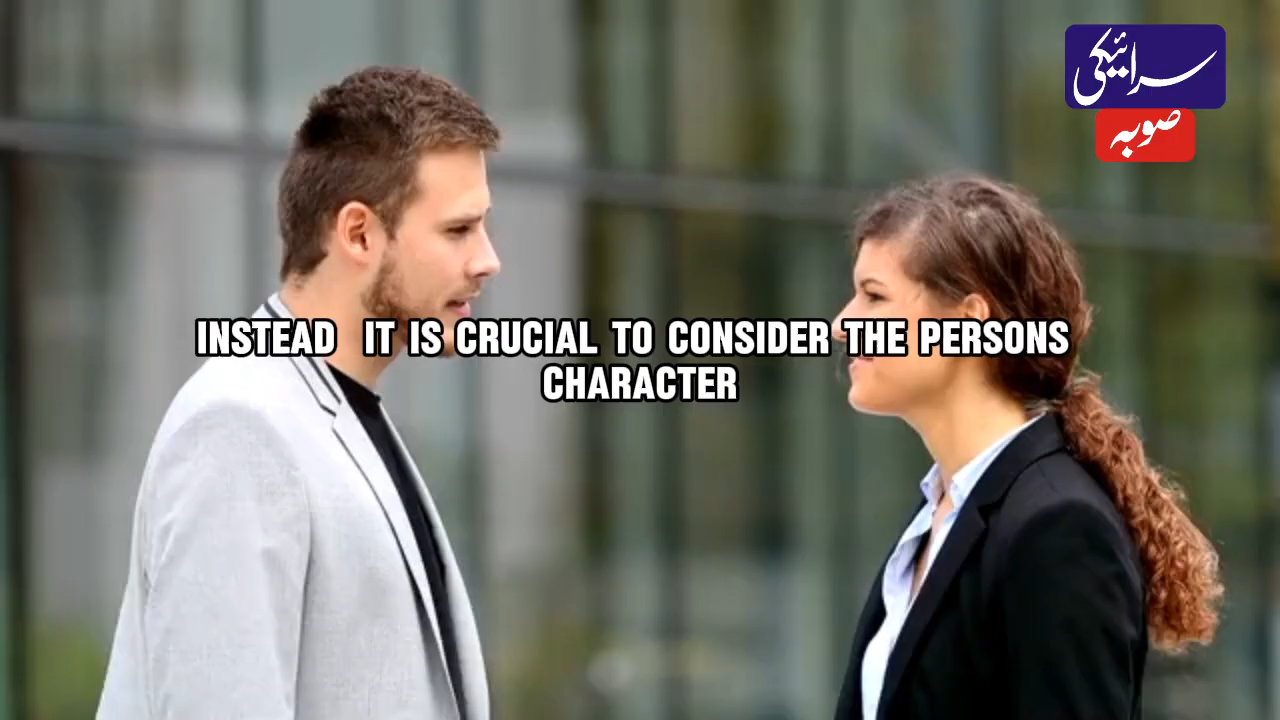 سرائیکی
صوبہ
INSTEAD IT IS CRUCIAL TO CONSIDER THE PERSONS
CHARACTER